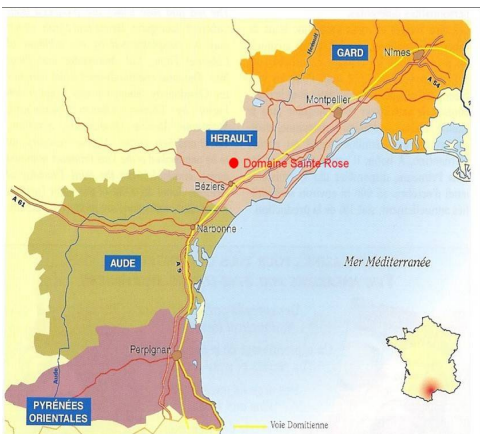 GARD
Nîmes
A 54
Hérault
Montpellier
HERAULT
Domaine Sainte Rose
Béziers
A 61
Narbonne
AUDE
A 9
Mer Méditerranée
Perpignan
Aude
PYRÉNÉES
ORIENTALES
Voie Domitienne